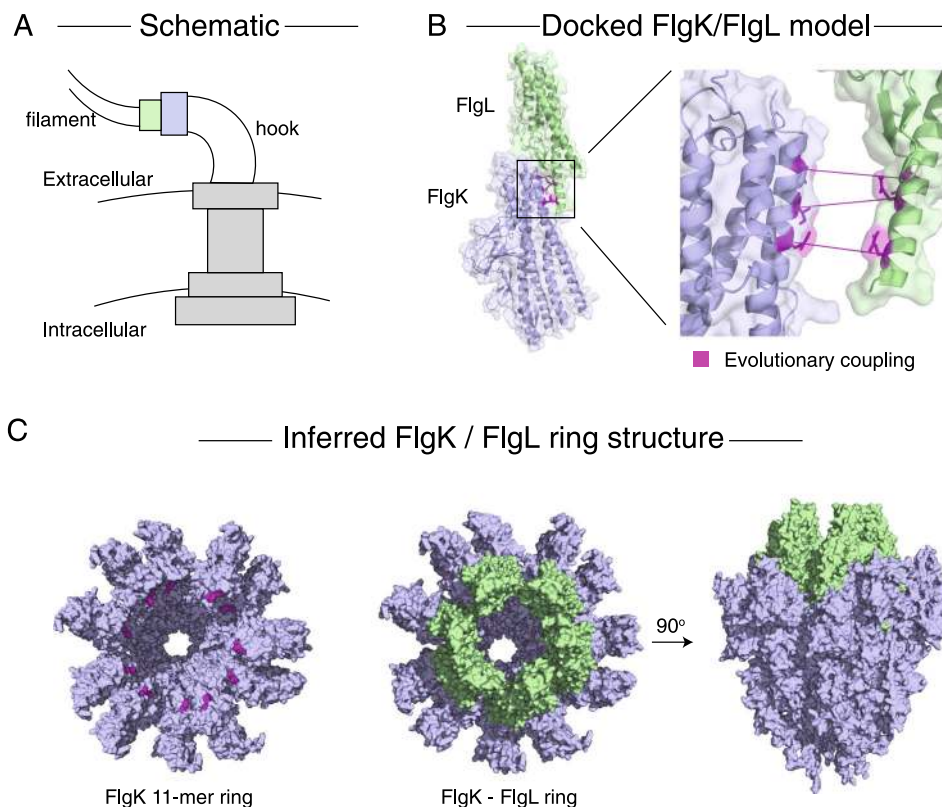 A
Schematic
filament
hook
Extracellular
Intracellular
B
Docked FlgK/FlgL model
FlgL
FlgK
Evolutionary coupling
C
Inferred FlgK / FlgL ring structure
90°
FlgK 11-mer ring
FlgK - FlgL ring